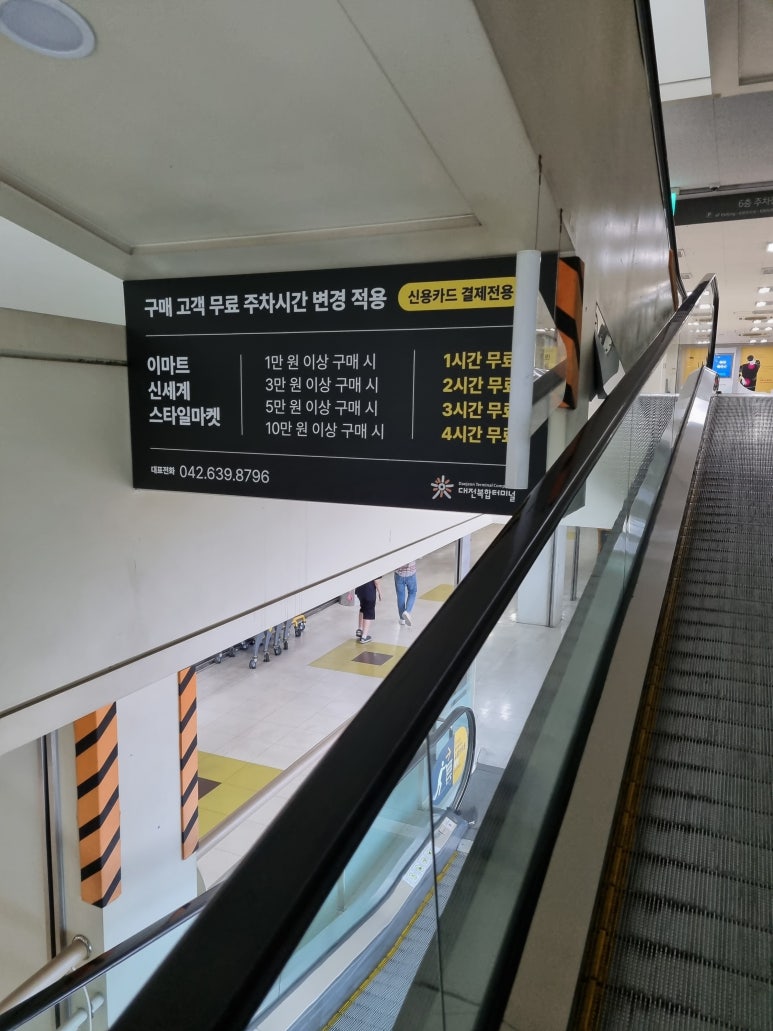 구매 고객 무료 주차시간 변경 적용 신용카드 결제전용
이마트
신세계
스타일마켓
1만 원 이상 구매 시 1시간 무료
3만 원 이상 구매 시 2시간 무료
5만 원 이상 구매 시 3시간 무료
10만 원 이상 구매 시 4시간 무료
대표전화 042.639.8796
Daejeon Terminal
대전복합터미널
6층